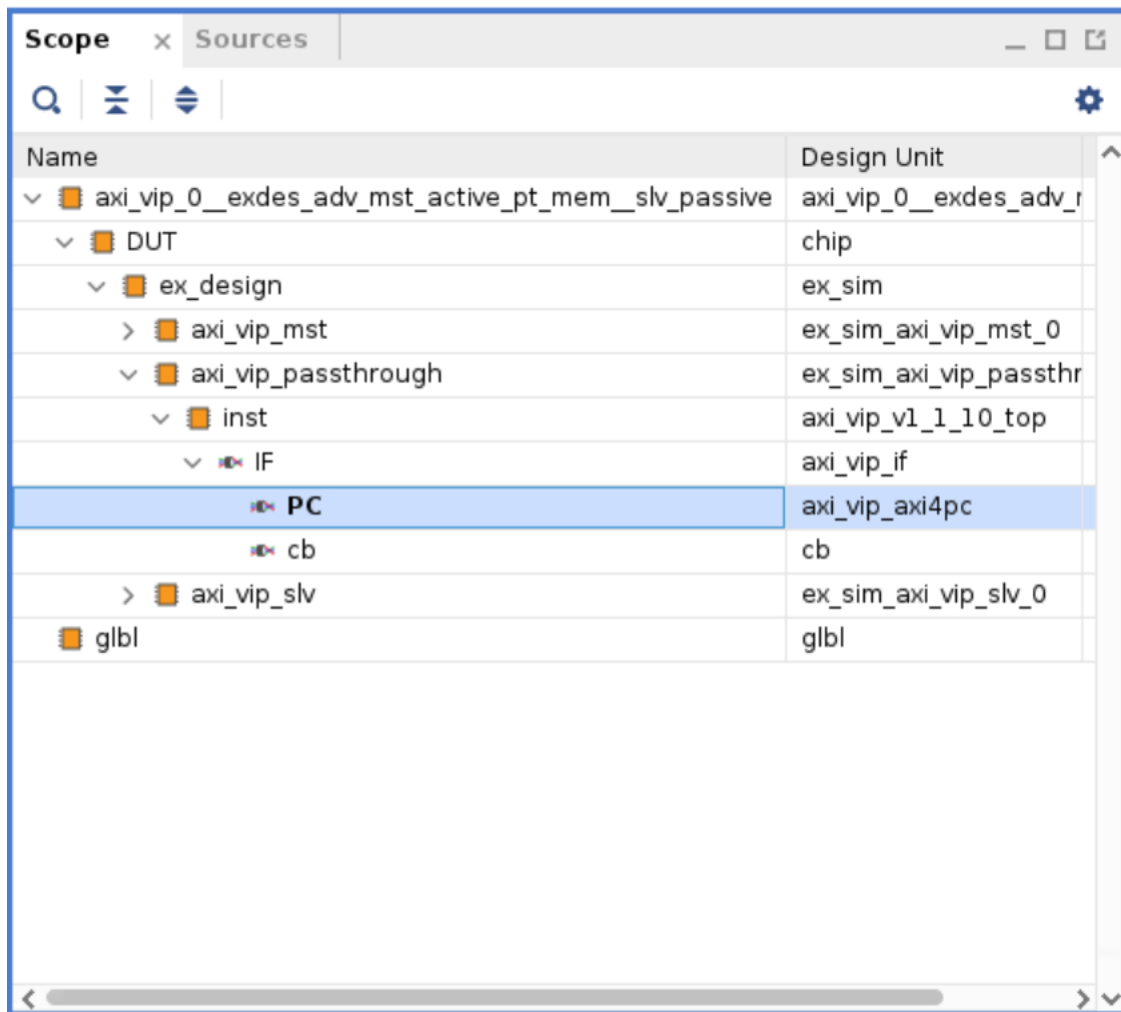 Scope Sources
Name Design Unit
axi_vip_0__exdes_adv_mst_active_pt_mem__slv_passive axi_vip_0__exdes_adv_
DUT chip
ex_design ex_sim
axi_vip_mst ex_sim_axi_vip_mst_0
axi_vip_passthrough ex_sim_axi_vip_passthr
inst axi_vip_v1_1_10_top
IF axi_vip_if
PC axi_vip_axi4pc
cb cb
axi_vip_slv ex_sim_axi_vip_slv_0
glbl glbl